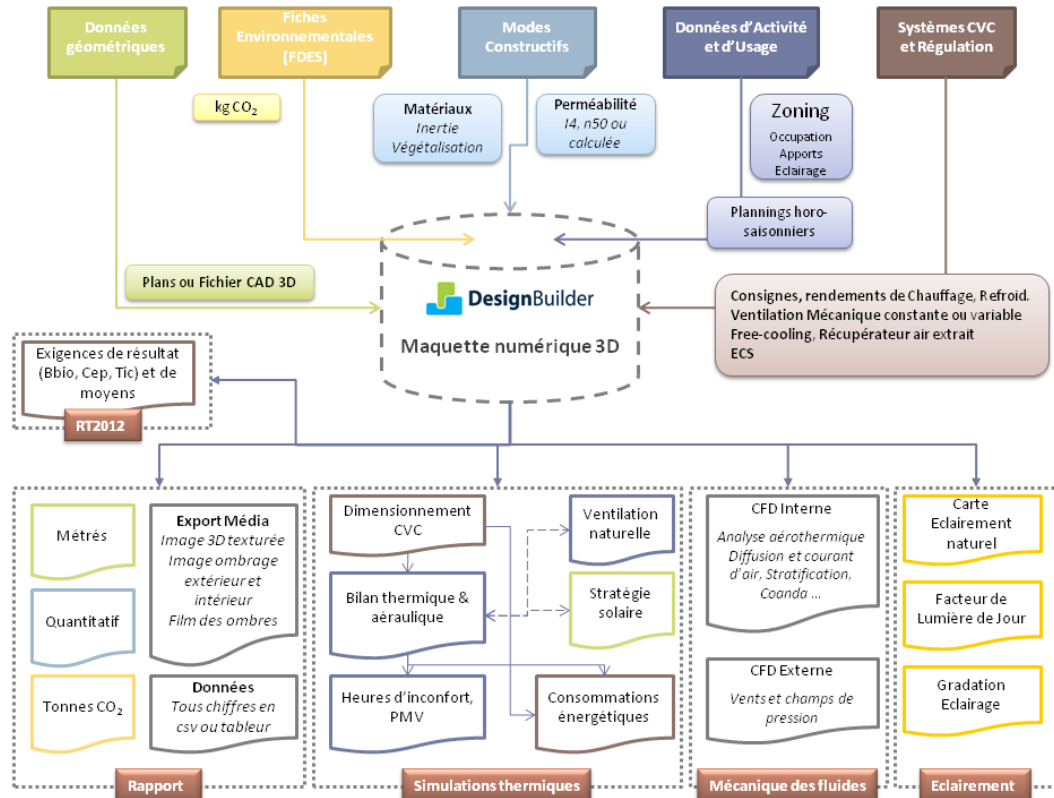 Données
géométriques
Fiches
Environnementales
(FDES)
Modes
Constructifs
Données d'Activité
et d'Usage
Systèmes CVC
et Régulation
kg CO₂
Matériaux
Inertie
Végétalisation
Perméabilité
I4, n50 ou
calculée
Zoning
Occupation
Apports
Eclairage
Plannings horo-
saisonniers
Plans ou Fichier CAD 3D
DesignBuilder
Maquette numérique 3D
Consignes, rendements de Chauffage, Refroid.
Ventilation Mécanique constante ou variable
Free-cooling, Récupérateur air extrait
ECS
Exigences de résultat
(Bbio, Cep, Tic) et de
moyens
RT2012
Métrés
Quantitatif
Tonnes CO₂
Export Média
Image 3D texturée
Image ombrage
extérieur et
intérieur
Film des ombres
Données
Tous chiffres en
csv ou tableur
Rapport
Dimensionnement
CVC
Bilan thermique &
aéraulique
Heures d'inconfort,
PMV
Ventilation
naturelle
Stratégie
solaire
Consommations
énergétiques
Simulations thermiques
CFD Interne
Analyse aérothermique
Diffusion et courant
d'air, Stratification,
Coanda ...
CFD Externe
Vents et champs de
pression
Mécanique des fluides
Carte
Eclairement
naturel
Facteur de
Lumière de Jour
Gradation
Eclairage
Eclairement